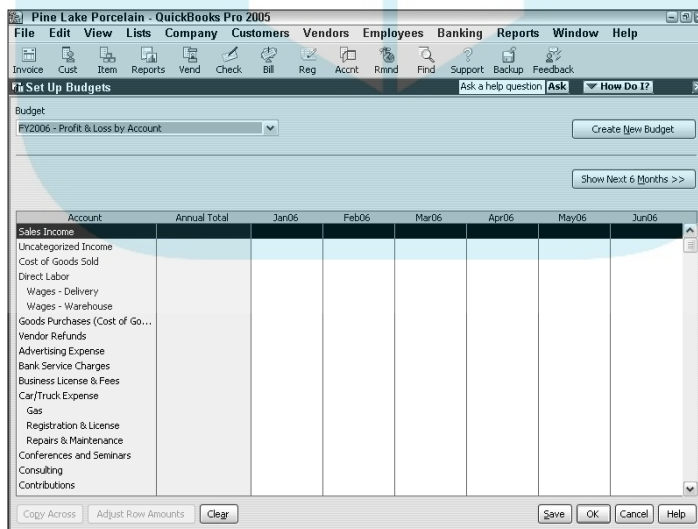 Pine Lake Porcelain - QuickBooks Pro 2005
File Edit View Lists Company Customers Vendors Employees Banking Reports Window Help
Invoice Cust Item Reports Vend Check Bill Reg Accnt Rmnd Find Support Backup Feedback
Set Up Budgets Ask a help question Ask How Do I?
Budget
FY2006 - Profit & Loss by Account
Create New Budget
Show Next 6 Months >>
Account Annual Total Jan06 Feb06 Mar06 Apr06 May06 Jun06
Sales Income
Uncategorized Income
Cost of Goods Sold
Direct Labor
Wages - Delivery
Wages - Warehouse
Goods Purchases (Cost of Go...
Vendor Refunds
Advertising Expense
Bank Service Charges
Business License & Fees
Car/Truck Expense
Gas
Registration & License
Repairs & Maintenance
Conferences and Seminars
Consulting
Contributions
Copy Across Adjust Row Amounts Clear Save OK Cancel Help